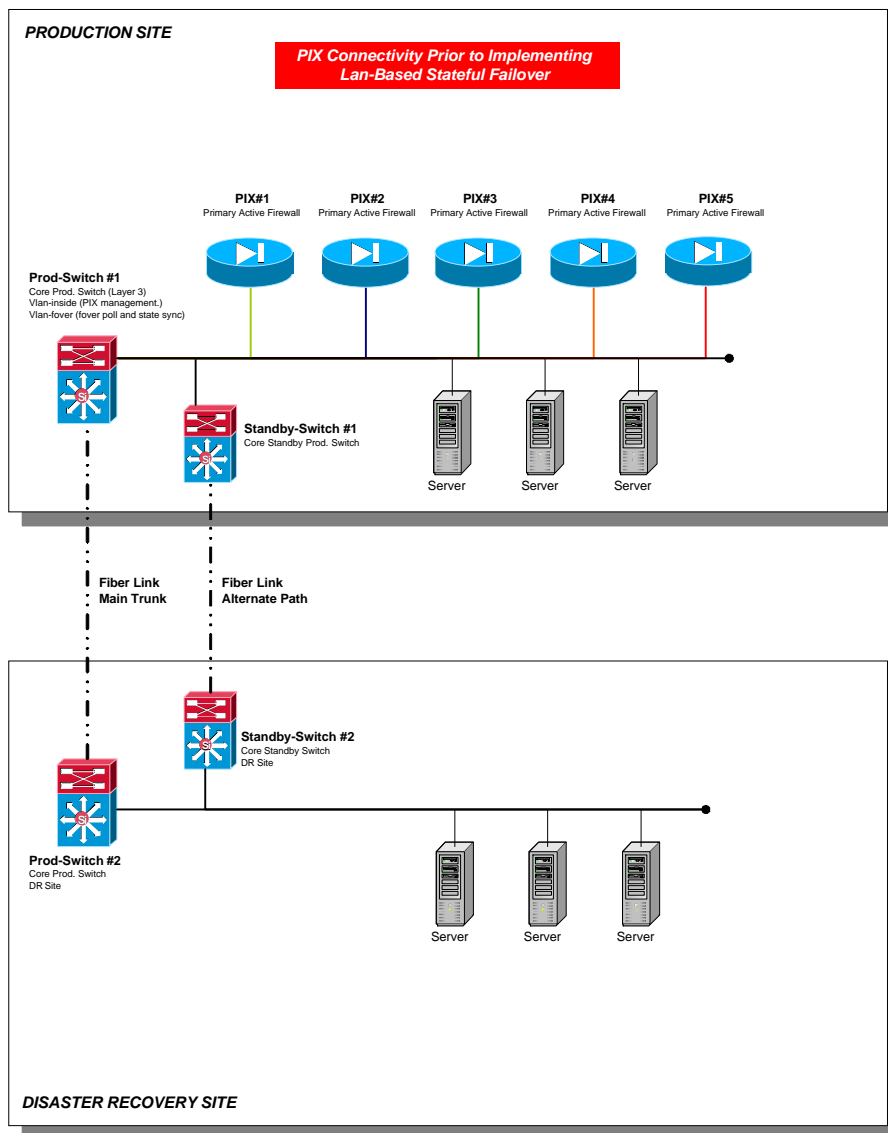 PRODUCTION SITE
PIX Connectivity Prior to Implementing
Lan-Based Stateful Failover
PIX#1
Primary Active Firewall
PIX#2
Primary Active Firewall
PIX#3
Primary Active Firewall
PIX#4
Primary Active Firewall
PIX#5
Primary Active Firewall
Prod-Switch #1
Core Prod. Switch (Layer 3)
Vlan-inside (PIX management.)
Vlan-fover (fover poll and state sync)
Si
Standby-Switch #1
Core Standby Prod. Switch
Si
Server
Server
Server
Fiber Link
Main Trunk
Fiber Link
Alternate Path
Standby-Switch #2
Core Standby Switch
DR Site
Si
Si
Prod-Switch #2
Core Prod. Switch
DR Site
Server
Server
Server
DISASTER RECOVERY SITE